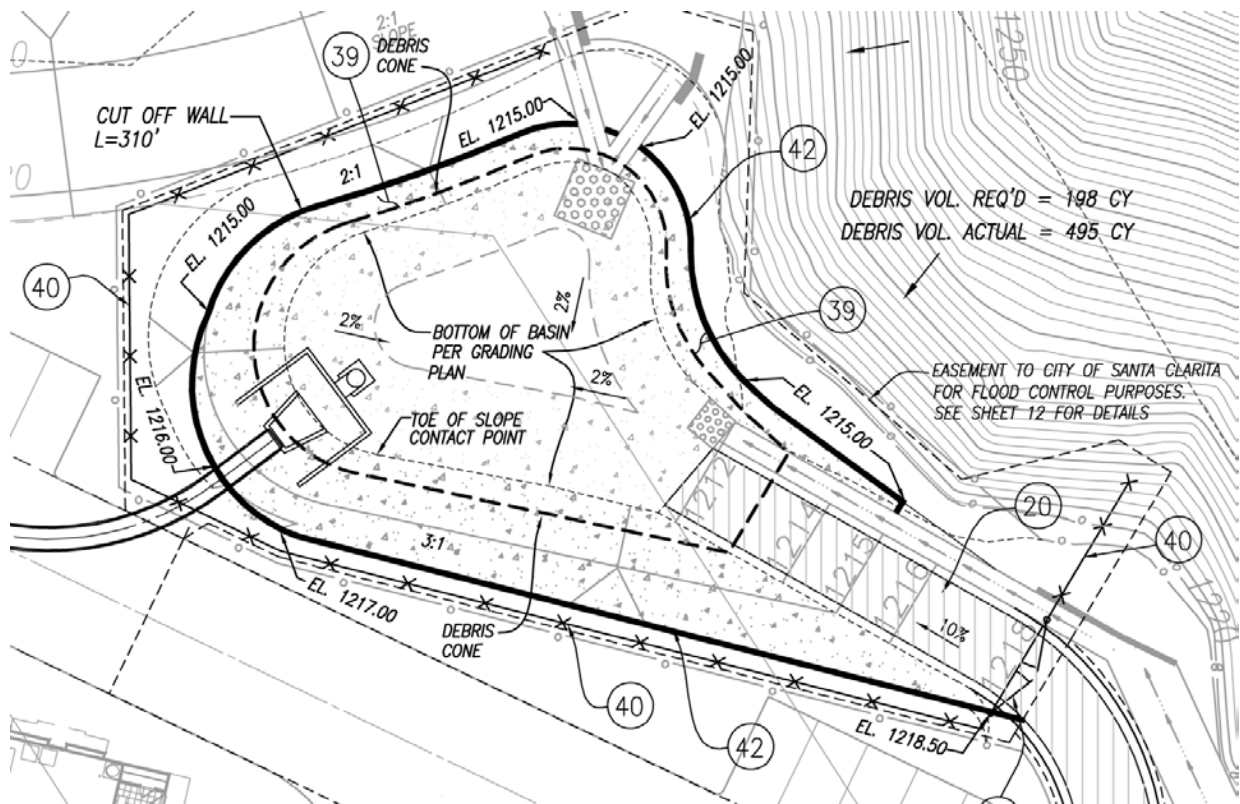 2:1
SLOPE
39
DEBRIS
CONE
1250
CUT OFF WALL
L=310'
EL. 1215.00
EL. 1215.00
42
2:1
DEBRIS VOL. REQ'D = 198 CY
DEBRIS VOL. ACTUAL = 495 CY
EL. 1215.00
40
2%
2%
39
BOTTOM OF BASIN
PER GRADING
PLAN
2%
EASEMENT TO CITY OF SANTA CLARITA
FOR FLOOD CONTROL PURPOSES.
SEE SHEET 12 FOR DETAILS
EL. 1216.00
TOE OF SLOPE
CONTACT POINT
EL. 1215.00
1212
1214
1215
1216
1218
20
40
3:1
EL. 1217.00
10%
1220
DEBRIS
CONE
40
42
EL. 1218.50